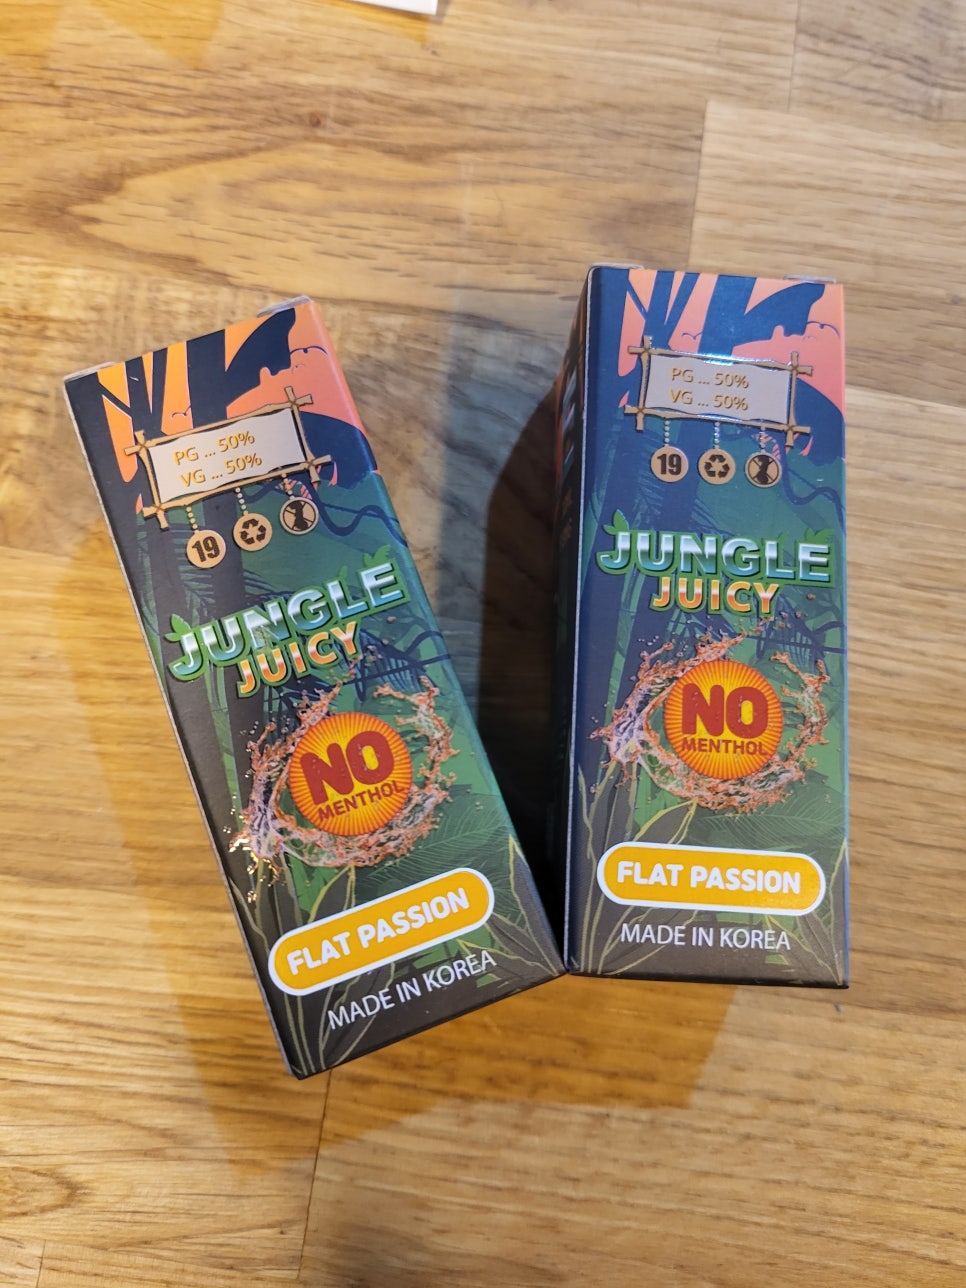 PG ... 50%
VG ... 50%
19
JUNGLE
JUICY
NO
MENTHOL
FLAT PASSION
MADE IN KOREA
PG ... 50%
VG ... 50%
19
JUNGLE
JUICY
NO
MENTHOL
FLAT PASSION
MADE IN KOREA